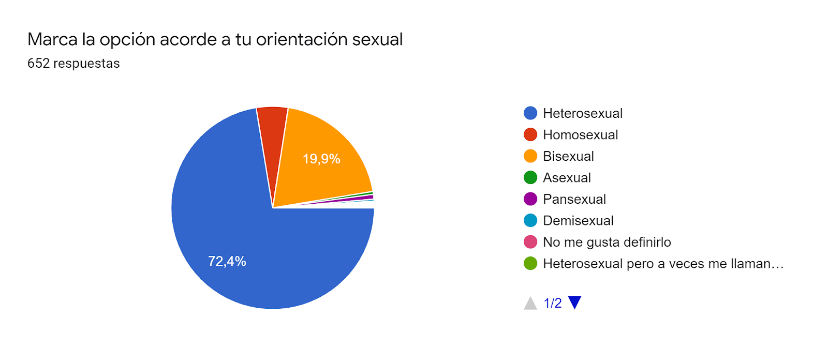 Marca la opción acorde a tu orientación sexual
652 respuestas
19,9%
72,4%
Heterosexual
Homosexual
Bisexual
Asexual
Pansexual
Demisexual
No me gusta definirlo
Heterosexual pero a veces me llaman…
1/2